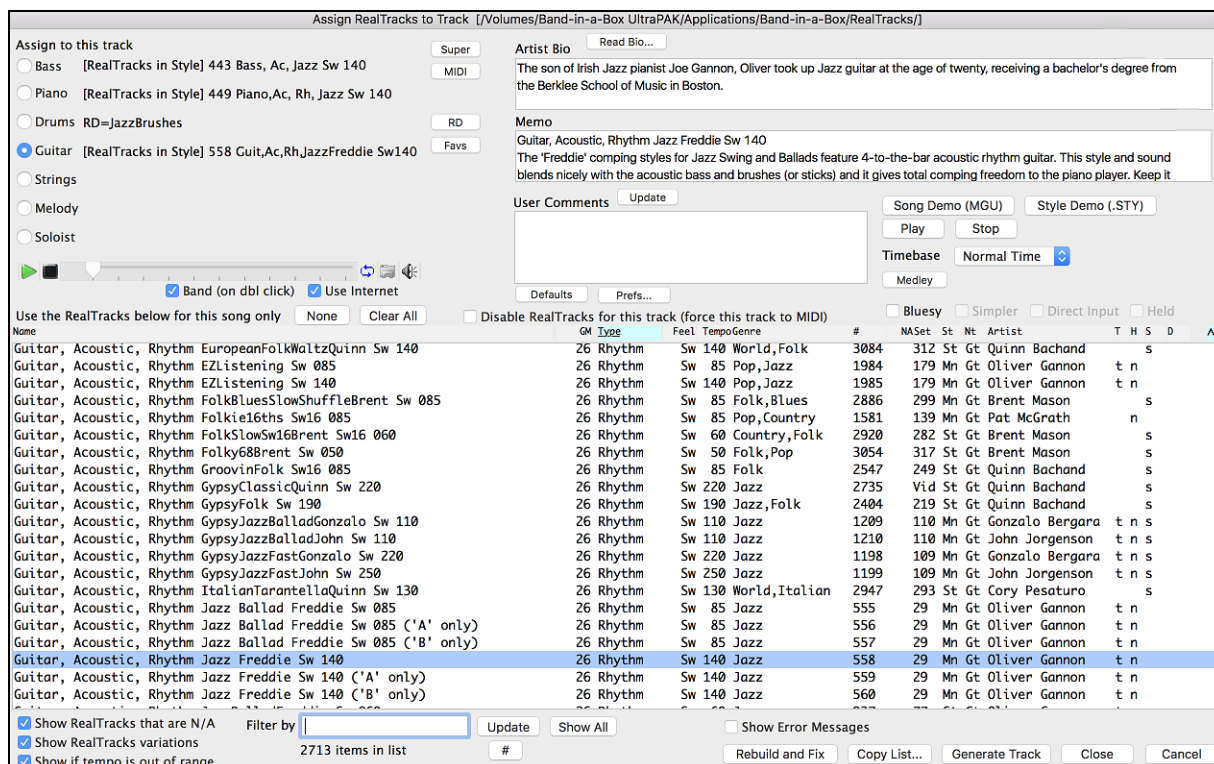 Assign RealTracks to Track [/Volumes/Band-in-a-Box UltraPAK/Applications/Band-in-a-Box/RealTracks/]
Assign to this track
Super
Bass [RealTracks in Style] 443 Bass, Ac, Jazz Sw 140
MIDI
Piano [RealTracks in Style] 449 Piano,Ac, Rh, Jazz Sw 140
Drums RD=JazzBrushes
RD
Guitar [RealTracks in Style] 558 Guit,Ac,Rh,JazzFreddie Sw140
Favs
Strings
Melody
Soloist
Band (on dbl click) Use Internet
Artist Bio Read Bio...
The son of Irish Jazz pianist Joe Gannon, Oliver took up Jazz guitar at the age of twenty, receiving a bachelor's degree from
the Berklee School of Music in Boston.
Memo
Guitar, Acoustic, Rhythm Jazz Freddie Sw 140
The 'Freddie' comping styles for Jazz Swing and Ballads feature 4-to-the-bar acoustic rhythm guitar. This style and sound
blends nicely with the acoustic bass and brushes (or sticks) and it gives total comping freedom to the piano player. Keep it
User Comments Update
Song Demo (MGU) Style Demo (.STY)
Play Stop
Timebase Normal Time
Medley
Defaults Prefs...
Use the RealTracks below for this song only None Clear All Disable RealTracks for this track (force this track to MIDI) Bluesy Simpler Direct Input Held
Name GM Type Feel TempoGenre # NASet St Nt Artist T H S D
Guitar, Acoustic, Rhythm EuropeanFolkWaltzQuinn Sw 140 26 Rhythm Sw 140 World,Folk 3084 312 St Gt Quinn Bachand s
Guitar, Acoustic, Rhythm EZListening Sw 085 26 Rhythm Sw 85 Pop,Jazz 1984 179 Mn Gt Oliver Gannon t n
Guitar, Acoustic, Rhythm EZListening Sw 140 26 Rhythm Sw 140 Pop,Jazz 1985 179 Mn Gt Oliver Gannon t n
Guitar, Acoustic, Rhythm FolkBluesSlowShuffleBrent Sw 085 26 Rhythm Sw 85 Folk,Blues 2886 299 Mn Gt Brent Mason s
Guitar, Acoustic, Rhythm Folkie16ths Sw16 085 26 Rhythm Sw 85 Pop,Country 1581 139 Mn Gt Pat McGrath n
Guitar, Acoustic, Rhythm FolkSlowSw16Brent Sw16 060 26 Rhythm Sw 60 Country,Folk 2920 282 St Gt Brent Mason s
Guitar, Acoustic, Rhythm Folky68Brent Sw 050 26 Rhythm Sw 50 Folk,Pop 3054 317 St Gt Brent Mason s
Guitar, Acoustic, Rhythm GroovinFolk Sw16 085 26 Rhythm Sw 85 Folk 2547 249 St Gt Quinn Bachand s
Guitar, Acoustic, Rhythm GypsyClassicQuinn Sw 220 26 Rhythm Sw 220 Jazz 2735 Vid St Gt Quinn Bachand s
Guitar, Acoustic, Rhythm GypsyFolk Sw 190 26 Rhythm Sw 190 Jazz,Folk 2404 219 St Gt Quinn Bachand s
Guitar, Acoustic, Rhythm GypsyJazzBalladGonzalo Sw 110 26 Rhythm Sw 110 Jazz 1209 110 Mn Gt Gonzalo Bergara t n s
Guitar, Acoustic, Rhythm GypsyJazzBalladJohn Sw 110 26 Rhythm Sw 110 Jazz 1210 110 Mn Gt John Jorgenson t n s
Guitar, Acoustic, Rhythm GypsyJazzFastGonzalo Sw 220 26 Rhythm Sw 220 Jazz 1198 109 Mn Gt Gonzalo Bergara t n s
Guitar, Acoustic, Rhythm GypsyJazzFastJohn Sw 250 26 Rhythm Sw 250 Jazz 1199 109 Mn Gt John Jorgenson t n s
Guitar, Acoustic, Rhythm ItalianTarantellaQuinn Sw 130 26 Rhythm Sw 130 World,Italian 2947 293 St Gt Cory Pesaturo s
Guitar, Acoustic, Rhythm Jazz Ballad Freddie Sw 085 26 Rhythm Sw 85 Jazz 555 29 Mn Gt Oliver Gannon t n
Guitar, Acoustic, Rhythm Jazz Ballad Freddie Sw 085 ('A' only) 26 Rhythm Sw 85 Jazz 556 29 Mn Gt Oliver Gannon t n
Guitar, Acoustic, Rhythm Jazz Ballad Freddie Sw 085 ('B' only) 26 Rhythm Sw 85 Jazz 557 29 Mn Gt Oliver Gannon t n
Guitar, Acoustic, Rhythm Jazz Freddie Sw 140 26 Rhythm Sw 140 Jazz 558 29 Mn Gt Oliver Gannon t n
Guitar, Acoustic, Rhythm Jazz Freddie Sw 140 ('A' only) 26 Rhythm Sw 140 Jazz 559 29 Mn Gt Oliver Gannon t n
Guitar, Acoustic, Rhythm Jazz Freddie Sw 140 ('B' only) 26 Rhythm Sw 140 Jazz 560 29 Mn Gt Oliver Gannon t n
Show RealTracks that are N/A Filter by Update Show All Show Error Messages
Show RealTracks variations 2713 items in list #
Show if tempo is out of range Rebuild and Fix Copy List... Generate Track Close Cancel